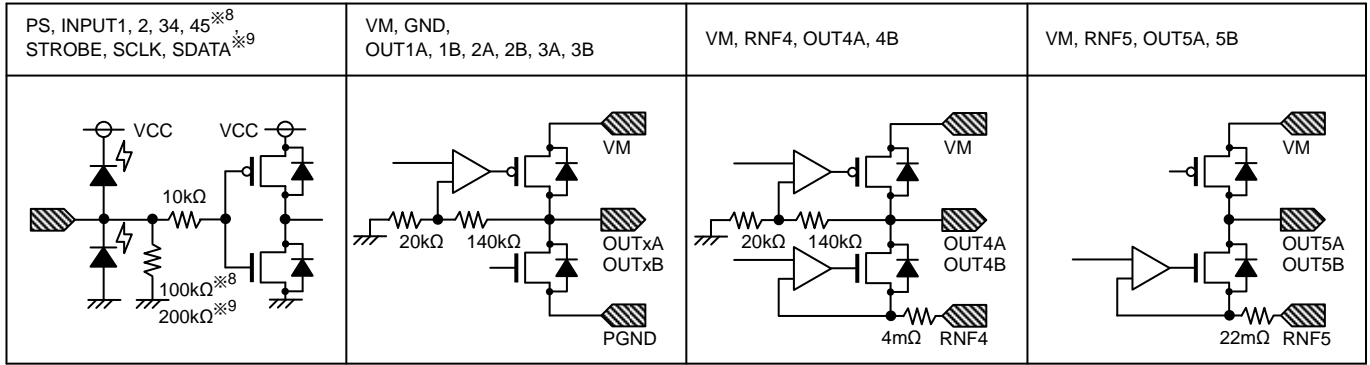 PS, INPUT1, 2, 34, 45※8,
STROBE, SCLK, SDATA※9
VM, GND,
OUT1A, 1B, 2A, 2B, 3A, 3B
VM, RNF4, OUT4A, 4B
VM, RNF5, OUT5A, 5B
VCC
VCC
10kΩ
100kΩ※8
200kΩ※9
VM
20kΩ
140kΩ
OUTxA
OUTxB
PGND
VM
20kΩ
140kΩ
OUT4A
OUT4B
4mΩ
RNF4
VM
OUT5A
OUT5B
22mΩ
RNF5